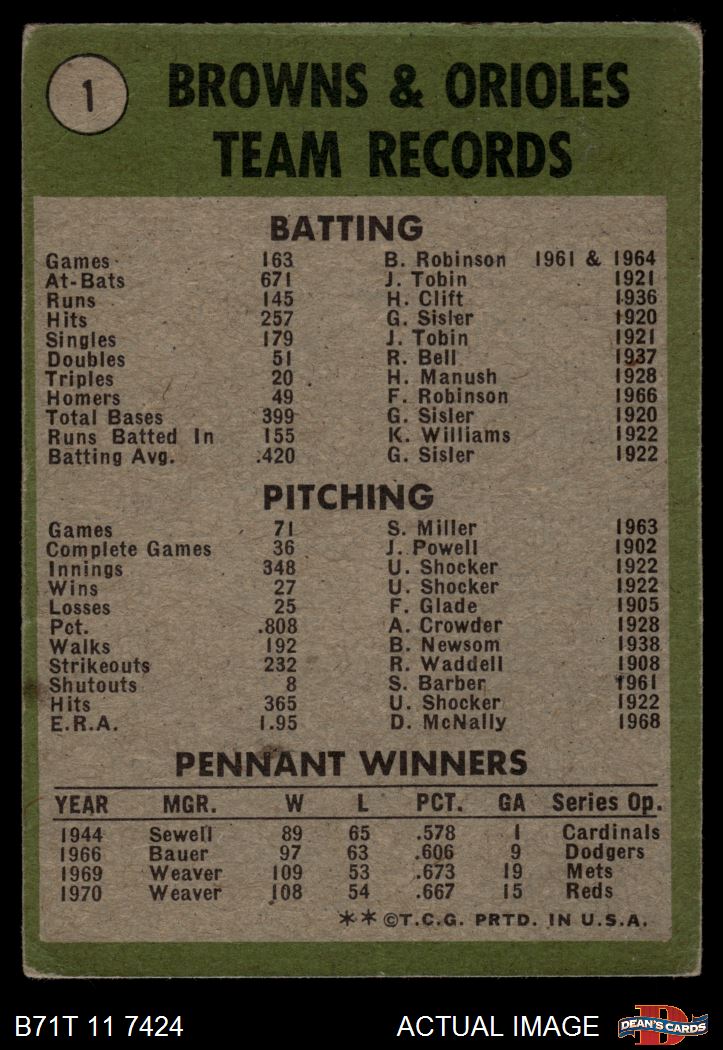 1
BROWNS & ORIOLES
TEAM RECORDS
BATTING
Games 163 B. Robinson 1961 & 1964
At-Bats 671 J. Tobin 1921
Runs 145 H. Clift 1936
Hits 257 G. Sisler 1920
Singles 179 J. Tobin 1921
Doubles 51 R. Bell 1937
Triples 20 H. Manush 1928
Homers 49 F. Robinson 1966
Total Bases 399 G. Sisler 1920
Runs Batted In 155 K. Williams 1922
Batting Avg. .420 G. Sisler 1922
PITCHING
Games 71 S. Miller 1963
Complete Games 36 J. Powell 1902
Innings 348 U. Shocker 1922
Wins 27 U. Shocker 1922
Losses 25 F. Glade 1905
Pct. .808 A. Crowder 1928
Walks 192 B. Newsom 1938
Strikeouts 232 R. Waddell 1908
Shutouts 8 S. Barber 1961
Hits 365 U. Shocker 1922
E.R.A. 1.95 D. McNally 1968
PENNANT WINNERS
YEAR MGR. W L PCT. GA Series Op.
1944 Sewell 89 65 .578 1 Cardinals
1966 Bauer 97 63 .606 9 Dodgers
1969 Weaver 109 53 .673 19 Mets
1970 Weaver 108 54 .667 15 Reds
**©T.C.G. PRTD. IN U.S.A.
B71T 11 7424 ACTUAL IMAGE D DEAN'S CARDS